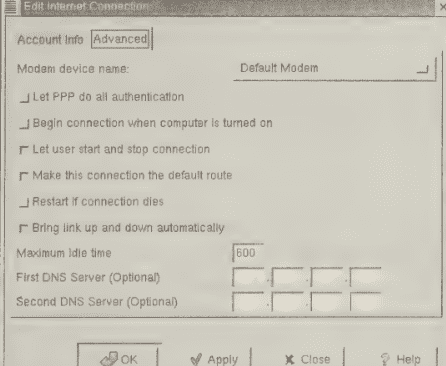 Edit Internet Connection
Account Info Advanced
Modem device name: Default Modem
Let PPP do all authentication
Begin connection when computer is turned on
Let user start and stop connection
Make this connection the default route
Restart if connection dies
Bring link up and down automatically
Maximum Idle time 600
First DNS Server (Optional) . . .
Second DNS Server (Optional) . . .
OK Apply Close Help